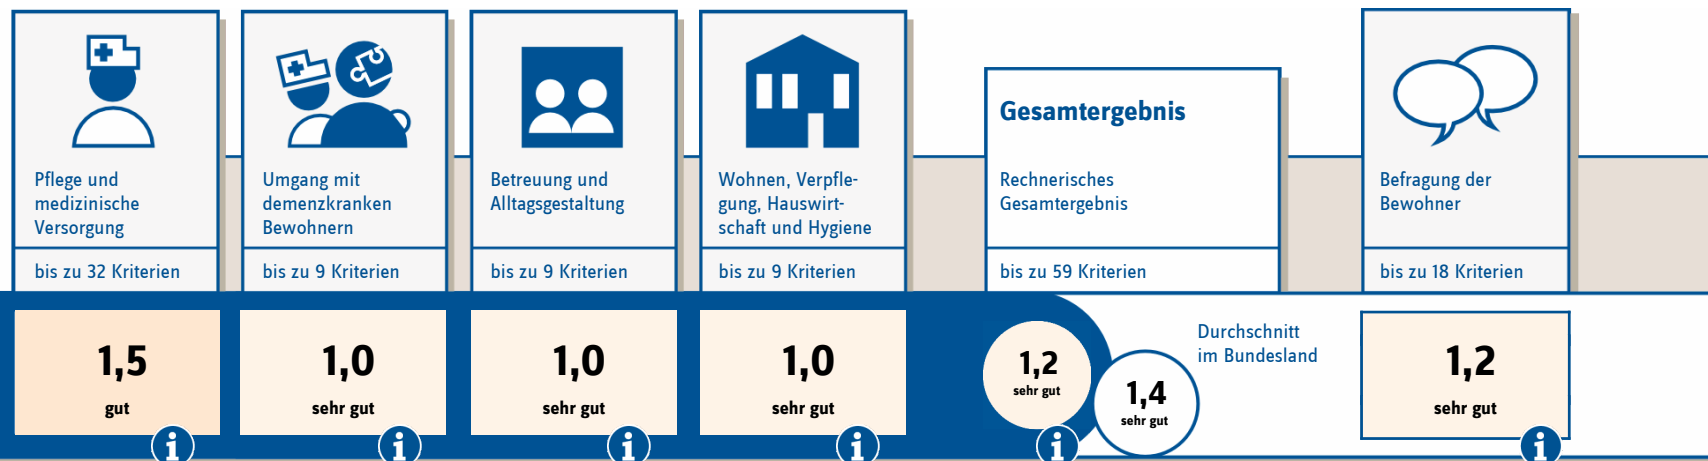 Pflege und
medizinische
Versorgung
bis zu 32 Kriterien
1,5
gut
Umgang mit
demenzkranken
Bewohnern
bis zu 9 Kriterien
1,0
sehr gut
Betreuung und
Alltagsgestaltung
bis zu 9 Kriterien
1,0
sehr gut
Wohnen, Verpfle-
gung, Hauswirt-
schaft und Hygiene
bis zu 9 Kriterien
1,0
sehr gut
Gesamtergebnis
Rechnerisches
Gesamtergebnis
bis zu 59 Kriterien
1,2
sehr gut
1,4
sehr gut
Durchschnitt
im Bundesland
Befragung der
Bewohner
bis zu 18 Kriterien
1,2
sehr gut